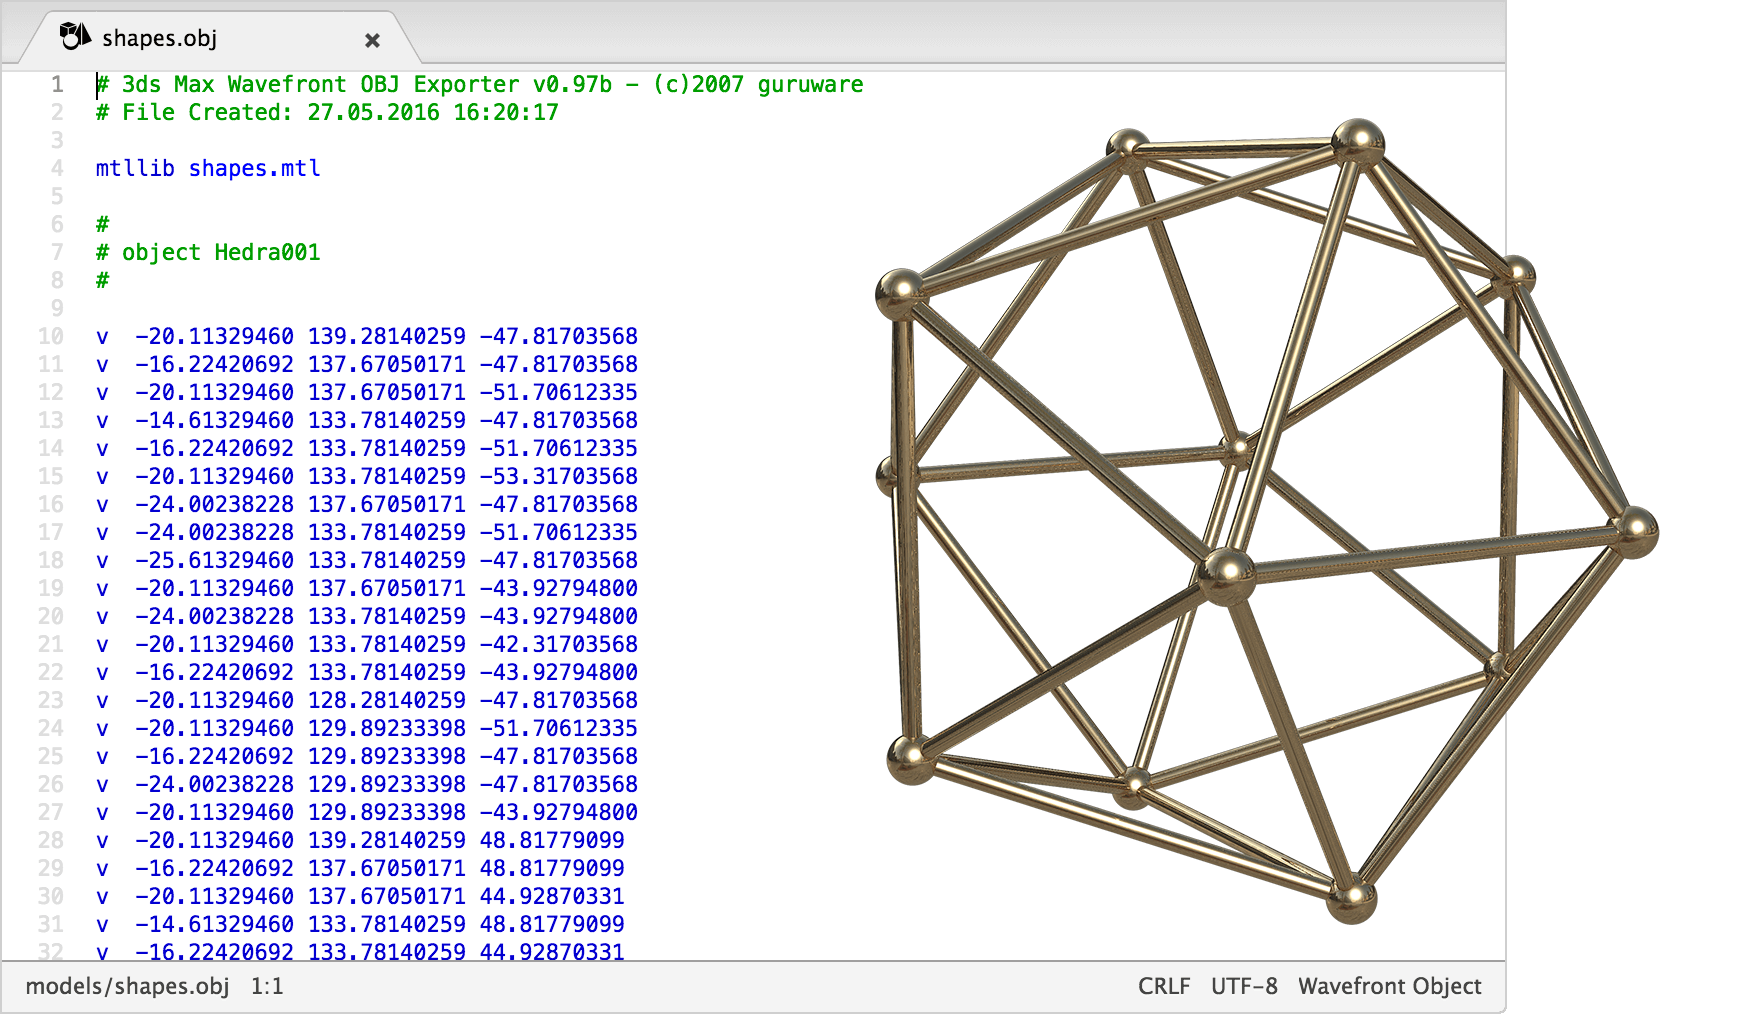 shapes.obj
1 # 3ds Max Wavefront OBJ Exporter v0.97b - (c)2007 guruware
2 # File Created: 27.05.2016 16:20:17
3
4 mtllib shapes.mtl
5
6 #
7 # object Hedra001
8 #
9
10 v  -20.11329460 139.28140259 -47.81703568
11 v  -16.22420692 137.67050171 -47.81703568
12 v  -20.11329460 137.67050171 -51.70612335
13 v  -14.61329460 133.78140259 -47.81703568
14 v  -16.22420692 133.78140259 -51.70612335
15 v  -20.11329460 133.78140259 -53.31703568
16 v  -24.00238228 137.67050171 -47.81703568
17 v  -24.00238228 133.78140259 -51.70612335
18 v  -25.61329460 133.78140259 -47.81703568
19 v  -20.11329460 137.67050171 -43.92794800
20 v  -24.00238228 133.78140259 -43.92794800
21 v  -20.11329460 133.78140259 -42.31703568
22 v  -16.22420692 133.78140259 -43.92794800
23 v  -20.11329460 128.28140259 -47.81703568
24 v  -20.11329460 129.89233398 -51.70612335
25 v  -16.22420692 129.89233398 -47.81703568
26 v  -24.00238228 129.89233398 -47.81703568
27 v  -20.11329460 129.89233398 -43.92794800
28 v  -20.11329460 139.28140259 48.81779099
29 v  -16.22420692 137.67050171 48.81779099
30 v  -20.11329460 137.67050171 44.92870331
31 v  -14.61329460 133.78140259 48.81779099
32 v  -16.22420692 133.78140259 44.92870331
models/shapes.obj 1:1 CRLF UTF-8 Wavefront Object